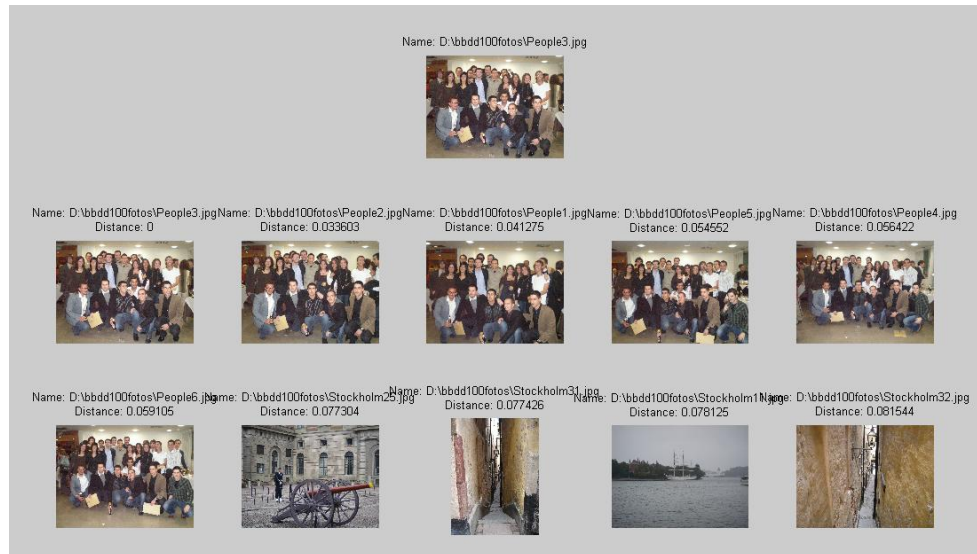 Name: D:\bbdd100fotos\People3.jpg
Name: D:\bbdd100fotos\People3.jpg
Distance: 0
Name: D:\bbdd100fotos\People2.jpg
Distance: 0.033603
Name: D:\bbdd100fotos\People1.jpg
Distance: 0.041275
Name: D:\bbdd100fotos\People5.jpg
Distance: 0.054552
Name: D:\bbdd100fotos\People4.jpg
Distance: 0.056422
Name: D:\bbdd100fotos\People6.jpg
Distance: 0.059105
Name: D:\bbdd100fotos\Stockholm25.jpg
Distance: 0.077304
Name: D:\bbdd100fotos\Stockholm31.jpg
Distance: 0.077426
Name: D:\bbdd100fotos\Stockholm11.jpg
Distance: 0.078125
Name: D:\bbdd100fotos\Stockholm32.jpg
Distance: 0.081544